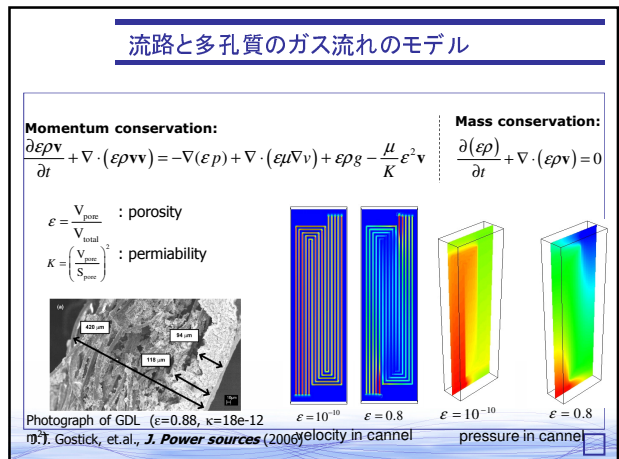 流路と多孔質のガス流れのモデル
Momentum conservation:
∂ερv/∂t + ∇·(ερvv) = −∇(εp) + ∇·(εμ∇v) + ερg − μ/K ε²v
Mass conservation:
∂(ερ)/∂t + ∇·(ερv) = 0
ε = V_pore/V_total : porosity
K = (V_pore/S_pore)² : permiability
(a)
420 μm
94 μm
118 μm
ε = 10⁻¹⁰
ε = 0.8
ε = 10⁻¹⁰
ε = 0.8
Photograph of GDL (ε=0.88, κ=18e-12
m²)
J.T. Gostick, et.al., J. Power sources (2006)
velocity in cannel
pressure in cannel